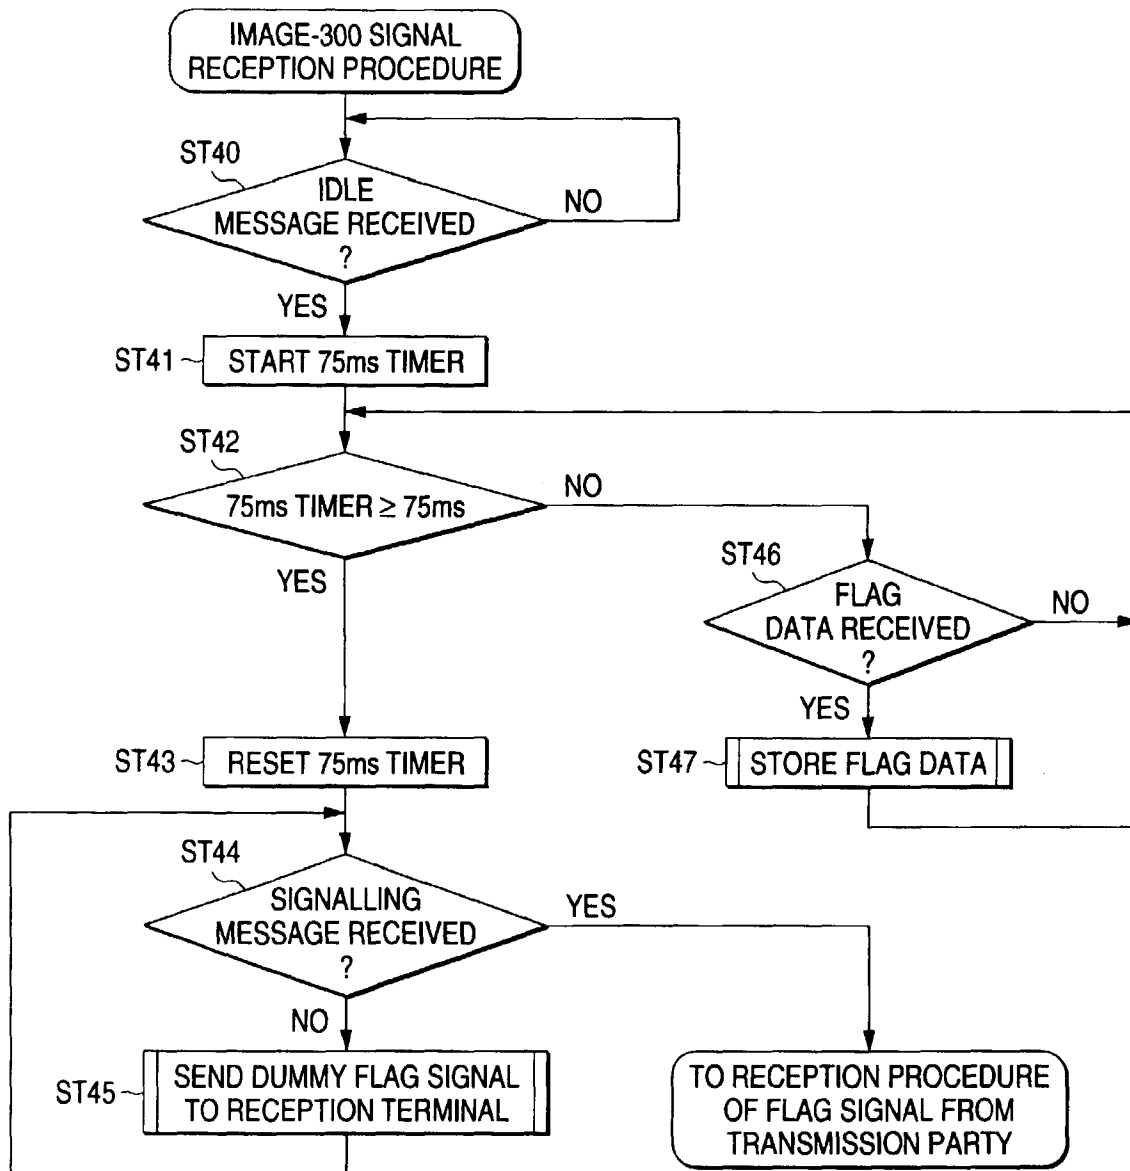 IMAGE-300 SIGNAL
RECEPTION PROCEDURE
ST40
IDLE
MESSAGE RECEIVED
?
NO
YES
ST41
START 75ms TIMER
ST42
75ms TIMER ≥ 75ms
NO
YES
ST46
FLAG
DATA RECEIVED
?
NO
YES
ST43
RESET 75ms TIMER
ST47
STORE FLAG DATA
ST44
SIGNALLING
MESSAGE RECEIVED
?
YES
NO
ST45
SEND DUMMY FLAG SIGNAL
TO RECEPTION TERMINAL
TO RECEPTION PROCEDURE
OF FLAG SIGNAL FROM
TRANSMISSION PARTY